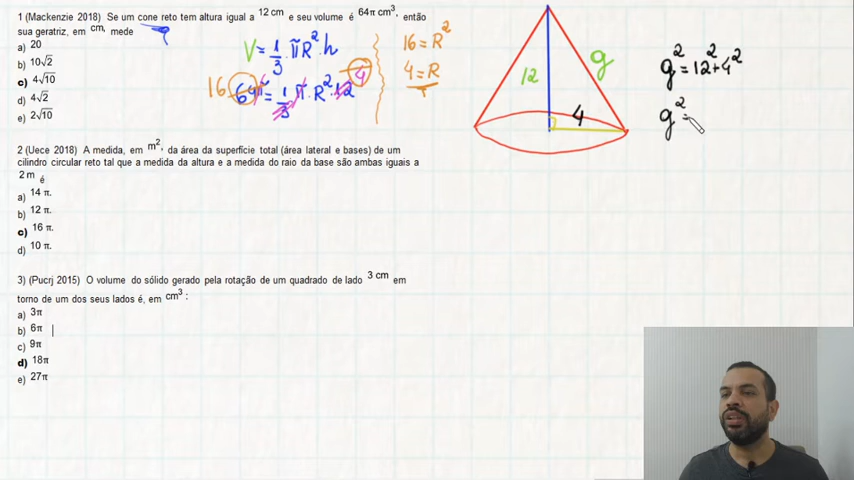 1 (Mackenzie 2018) Se um cone reto tem altura igual a 12 cm e seu volume é 64π cm³, então
sua geratriz, em cm, mede
a) 20
b) 10√2
c) 4√10
d) 4√2
e) 2√10
V = 1/3 πR² h
16 64π = 1/3 π · R² · 12 4
16 = R²
4 = R
12
g
4
g² = 12² + 4²
g² =
2 (Uece 2018) A medida, em m², da área da superfície total (área lateral e bases) de um
cilindro circular reto tal que a medida da altura e a medida do raio da base são ambas iguais a
2 m é
a) 14 π.
b) 12 π.
c) 16 π.
d) 10 π.
3) (Pucrj 2015) O volume do sólido gerado pela rotação de um quadrado de lado 3 cm em
torno de um dos seus lados é, em cm³ :
a) 3π
b) 6π
c) 9π
d) 18π
e) 27π